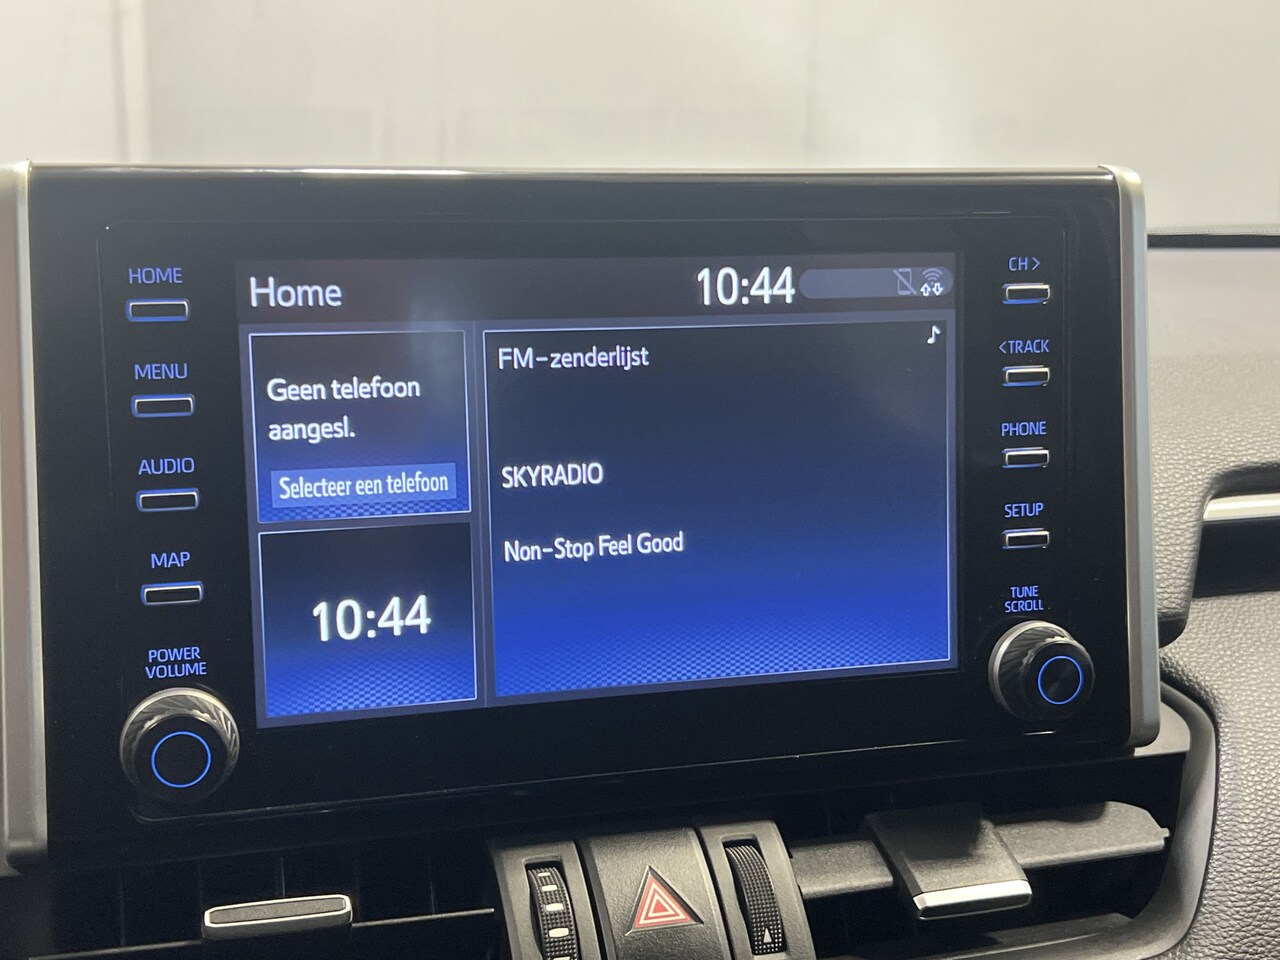 HOME
MENU
AUDIO
MAP
POWER
VOLUME
Home
10:44
Geen telefoon
aangesl.
Selecteer een telefoon
10:44
FM-zenderlijst
SKYRADIO
Non-Stop Feel Good
CH >
< TRACK
PHONE
SETUP
TUNE
SCROLL